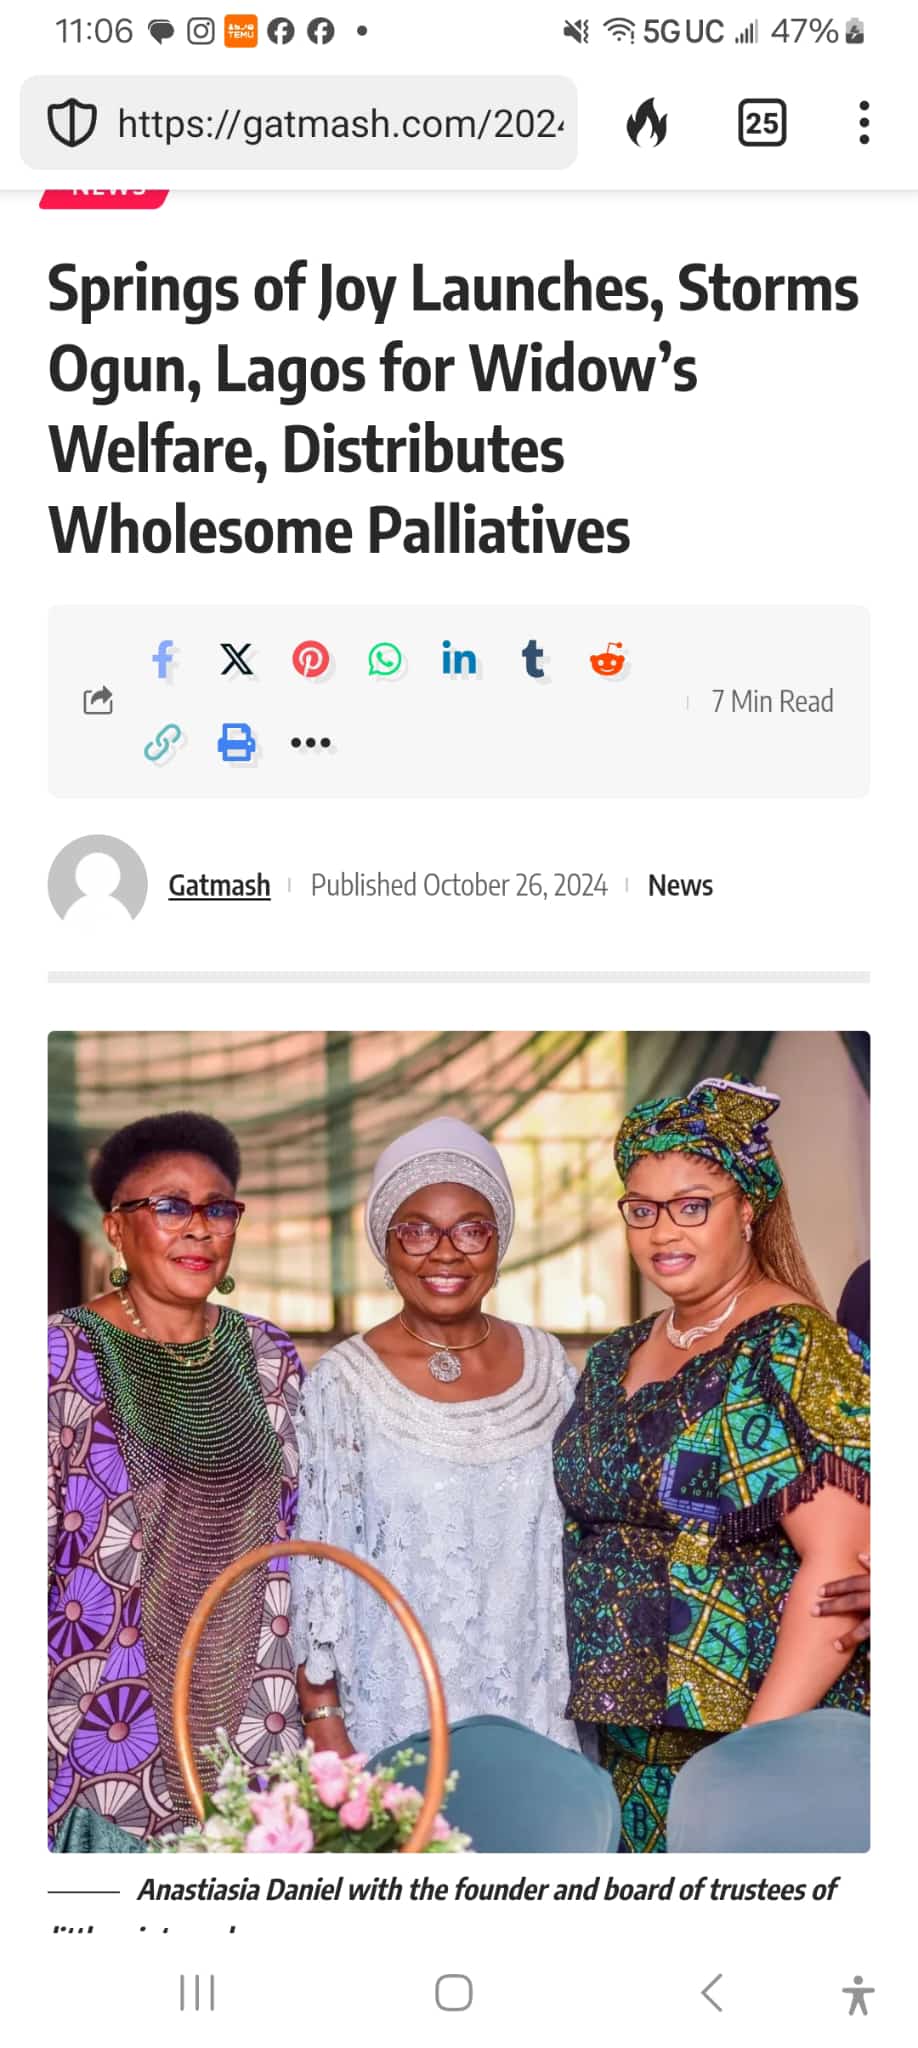 11:06
TEMU
5G UC
47%
https://gatmash.com/202
25
NEWS
Springs of Joy Launches, Storms
Ogun, Lagos for Widow’s
Welfare, Distributes
Wholesome Palliatives
7 Min Read
Gatmash
Published October 26, 2024
News
Anastiasia Daniel with the founder and board of trustees of